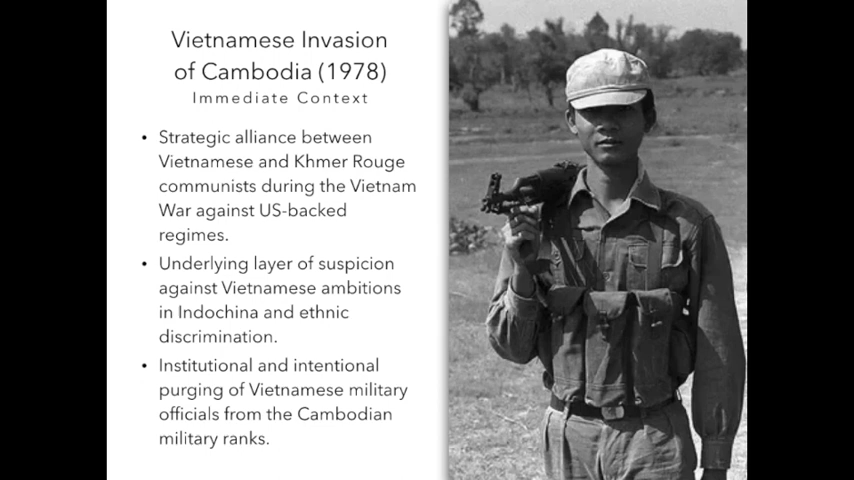 Vietnamese Invasion
of Cambodia (1978)
Immediate Context
• Strategic alliance between
Vietnamese and Khmer Rouge
communists during the Vietnam
War against US-backed
regimes.
• Underlying layer of suspicion
against Vietnamese ambitions
in Indochina and ethnic
discrimination.
• Institutional and intentional
purging of Vietnamese military
officials from the Cambodian
military ranks.